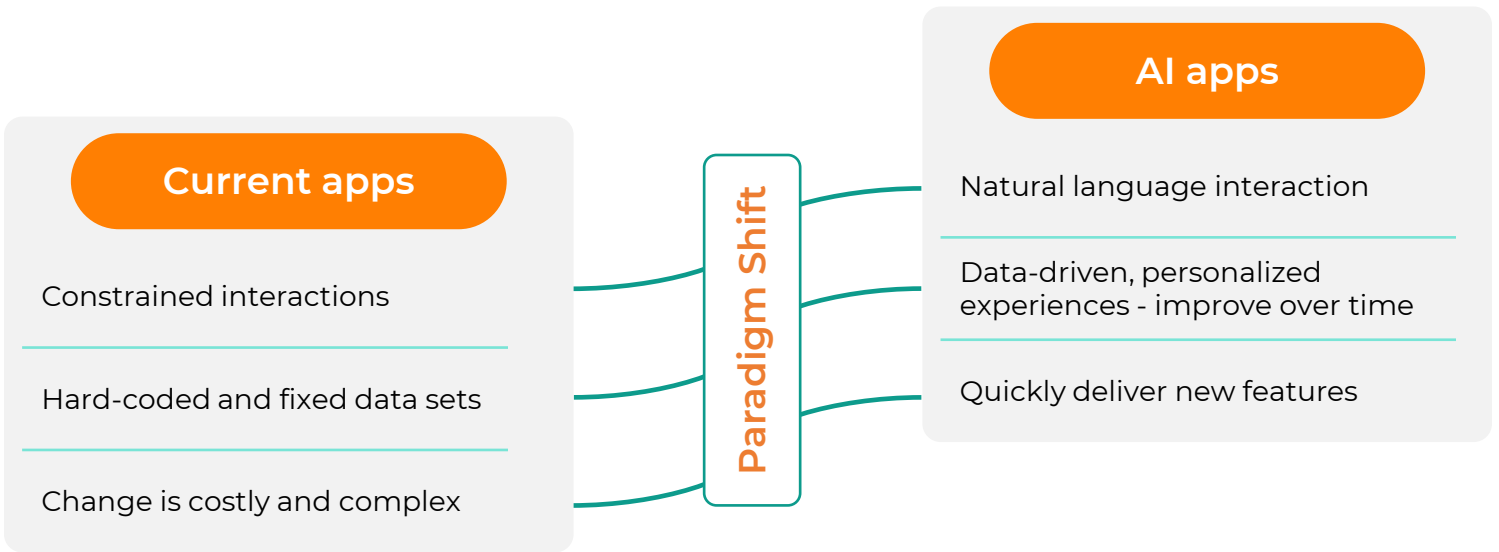 Current apps
Constrained interactions
Hard-coded and fixed data sets
Change is costly and complex
Paradigm Shift
AI apps
Natural language interaction
Data-driven, personalized
experiences - improve over time
Quickly deliver new features